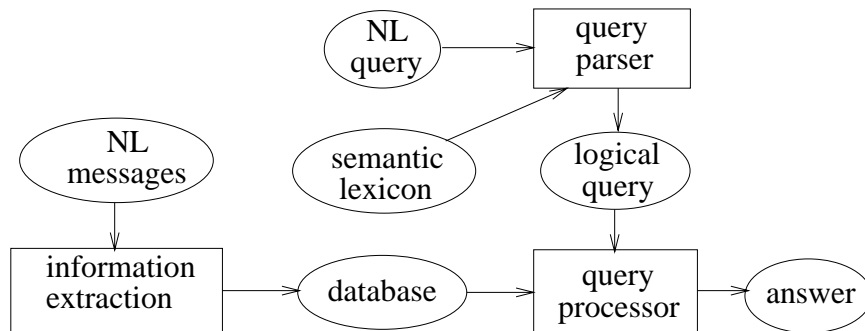 NL
query
query
parser
NL
messages
semantic
lexicon
logical
query
information
extraction
database
query
processor
answer